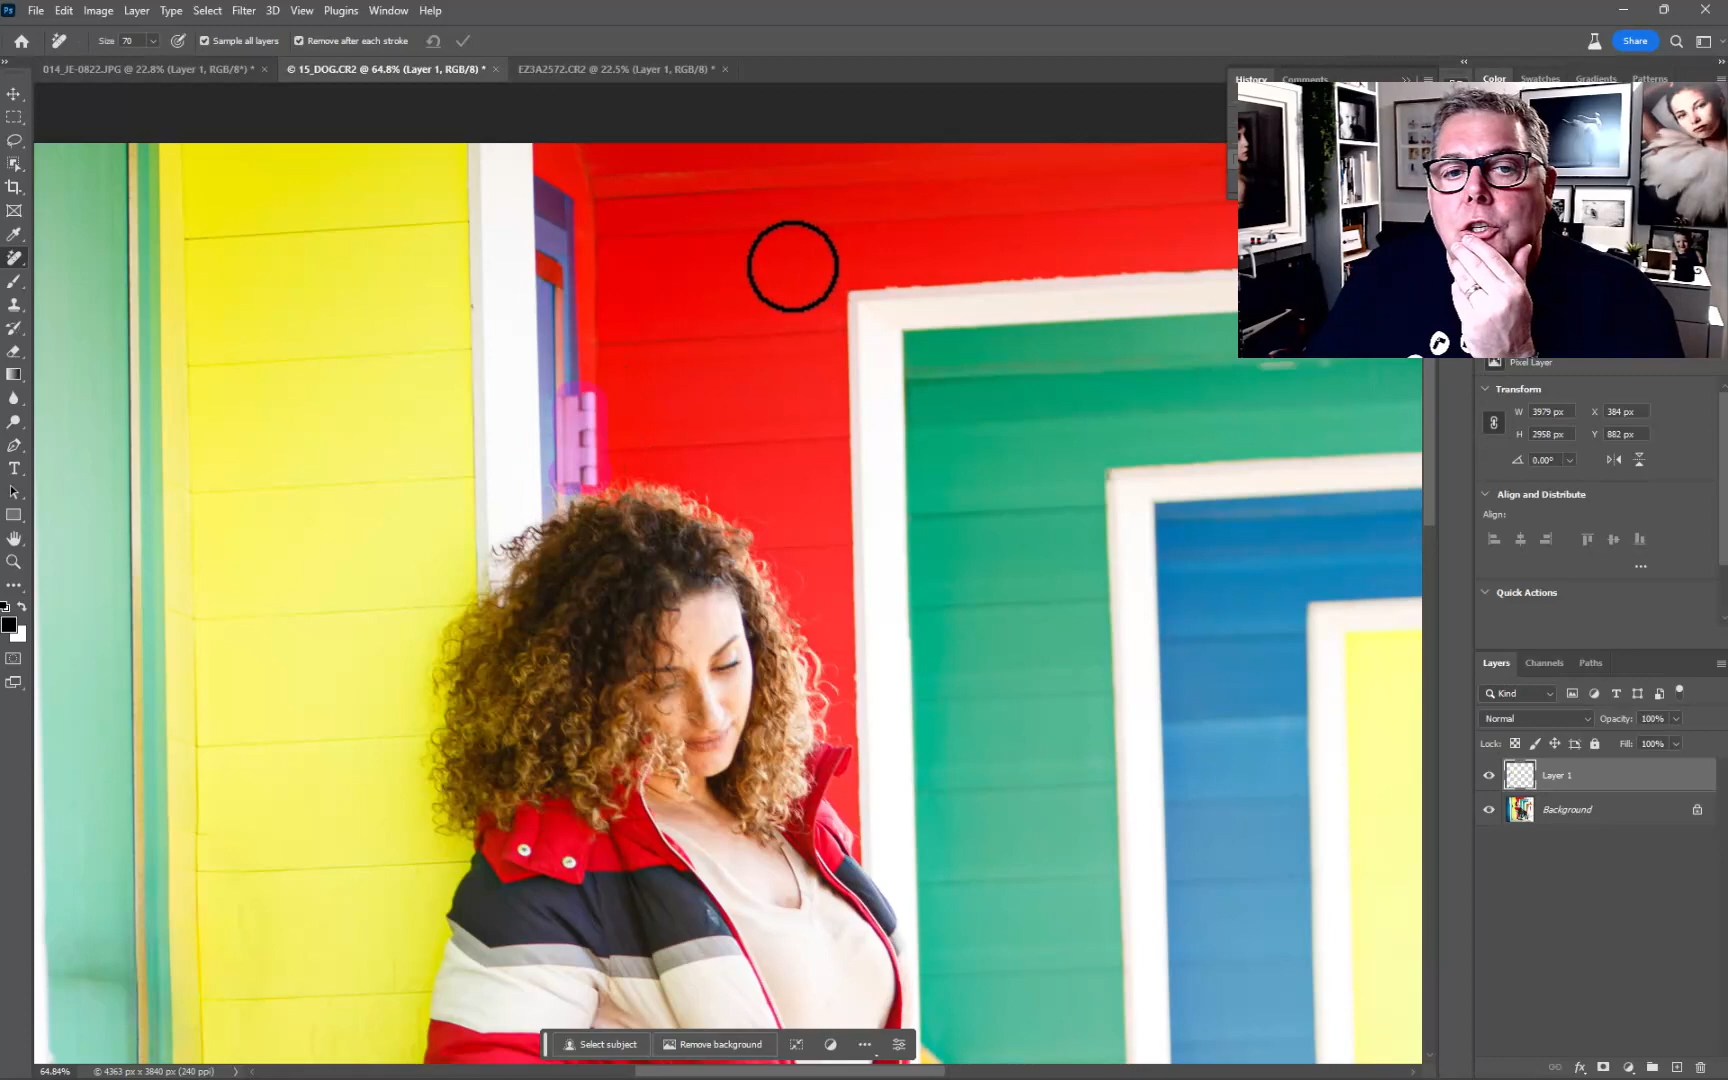 Ps File Edit Image Layer Type Select Filter 3D View Plugins Window Help
Size 70 Sample all layers Remove after each stroke Share
014_JE-0822.JPG @ 22.8% (Layer 1, RGB/8*) * © 15_DOG.CR2 @ 64.8% (Layer 1, RGB/8) * EZ3A2572.CR2 @ 22.5% (Layer 1, RGB/8) *
History Comments Color Swatches Gradients Patterns
Pixel Layer
Transform
W 3979 px X 384 px
H 2958 px Y 882 px
0.00°
Align and Distribute
Align:
Quick Actions
Layers Channels Paths
Kind
Normal Opacity: 100%
Lock: Fill: 100%
Layer 1
Background
Select subject Remove background
64.84% © 4363 px x 3840 px (240 ppi)